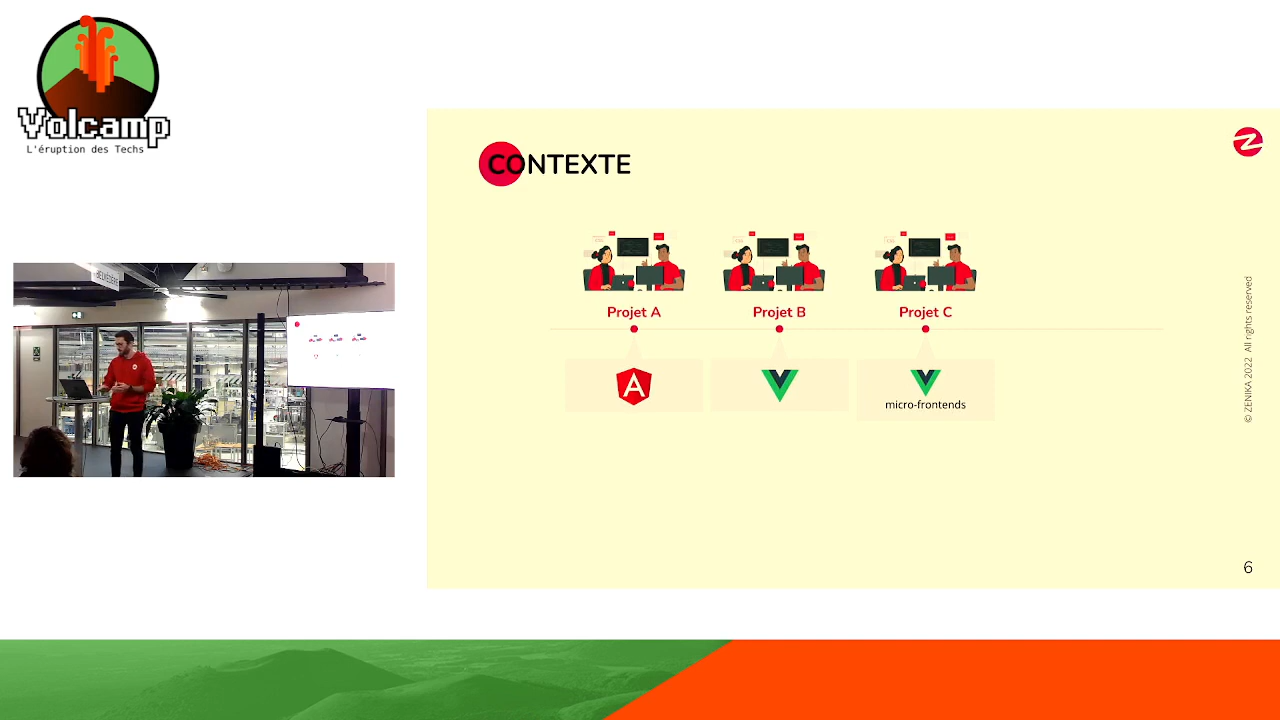 Volcamp
L'éruption des Techs
CONTEXTE
Projet A
Projet B
Projet C
micro-frontends
© ZENIKA 2022 All rights reserved
6